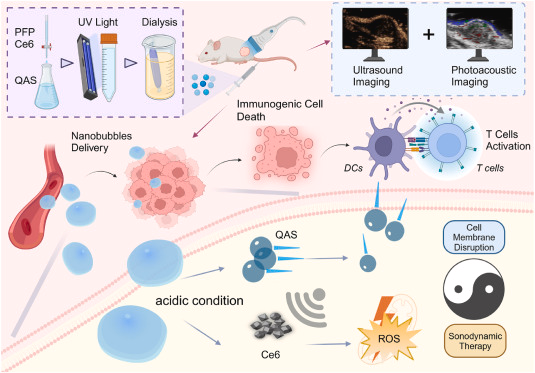 PFP
Ce6
QAS
UV Light
Dialysis
Ultrasound
Imaging
+
Photoacoustic
Imaging
Immunogenic Cell
Death
Nanobubbles
Delivery
DCs
T cells
T Cells
Activation
QAS
acidic condition
Ce6
ROS
Cell
Membrane
Disruption
Sonodynamic
Therapy